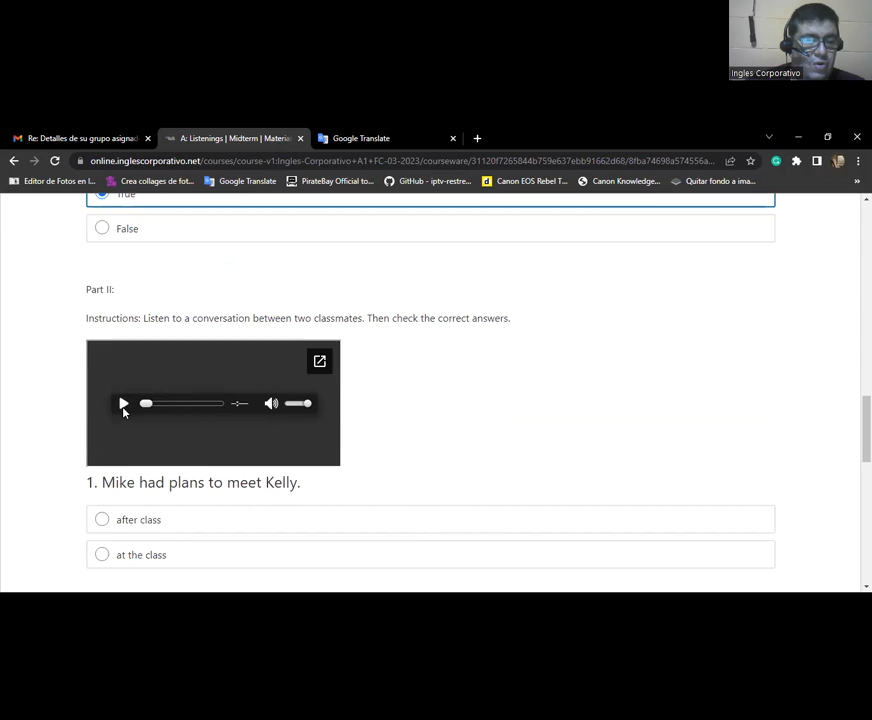 Ingles Corporativo
Re: Detalles de su grupo asignad
A: Listenings | Midterm | Materia
Google Translate
online.inglescorporativo.net/courses/course-v1:Ingles-Corporativo+A1+FC-03-2023/courseware/31120f7265844b759e637ebb91662d68/8fba74698a574556a...
Editor de Fotos en l...
Crea collages de fot...
Google Translate
PirateBay Official to...
GitHub - iptv-restre...
Canon EOS Rebel T...
Canon Knowledge...
Quitar fondo a ima...
True
False
Part II:
Instructions: Listen to a conversation between two classmates. Then check the correct answers.
1. Mike had plans to meet Kelly.
after class
at the class